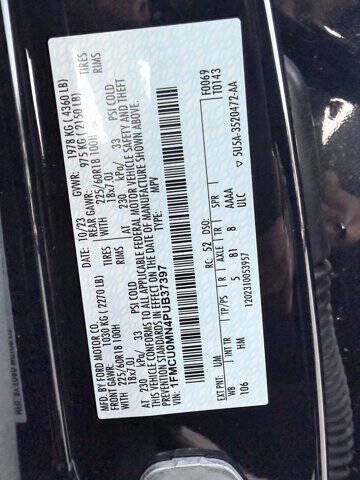 MFD. BY FORD MOTOR CO.
DATE: 10/23 GVWR: 1978 KG ( 4360 LB)
FRONT GAWR: 1030 KG ( 2270 LB) REAR GAWR: 975 KG ( 2150 LB)
225/60R18 100H TIRES 225/60R18 100H TIRES
18x7.0J RIMS 18x7.0J RIMS
AT 230 kPa/ 33 PSI COLD AT 230 kPa/ 33 PSI COLD
THIS VEHICLE CONFORMS TO ALL APPLICABLE FEDERAL MOTOR VEHICLE SAFETY AND THEFT
PREVENTION STANDARDS IN EFFECT ON THE DATE OF MANUFACTURE SHOWN ABOVE.
VIN: 1FMCU0MN4PUB37397 TYPE: MPV
F0069
T0143
EXT PNT: UM RC: 52 DSO:
WB INT TR TP/PS R AXLE TR SPR
106 HM 5 B1 8 AAAA
ULC
1202310053957 5U5A-3520472-AA